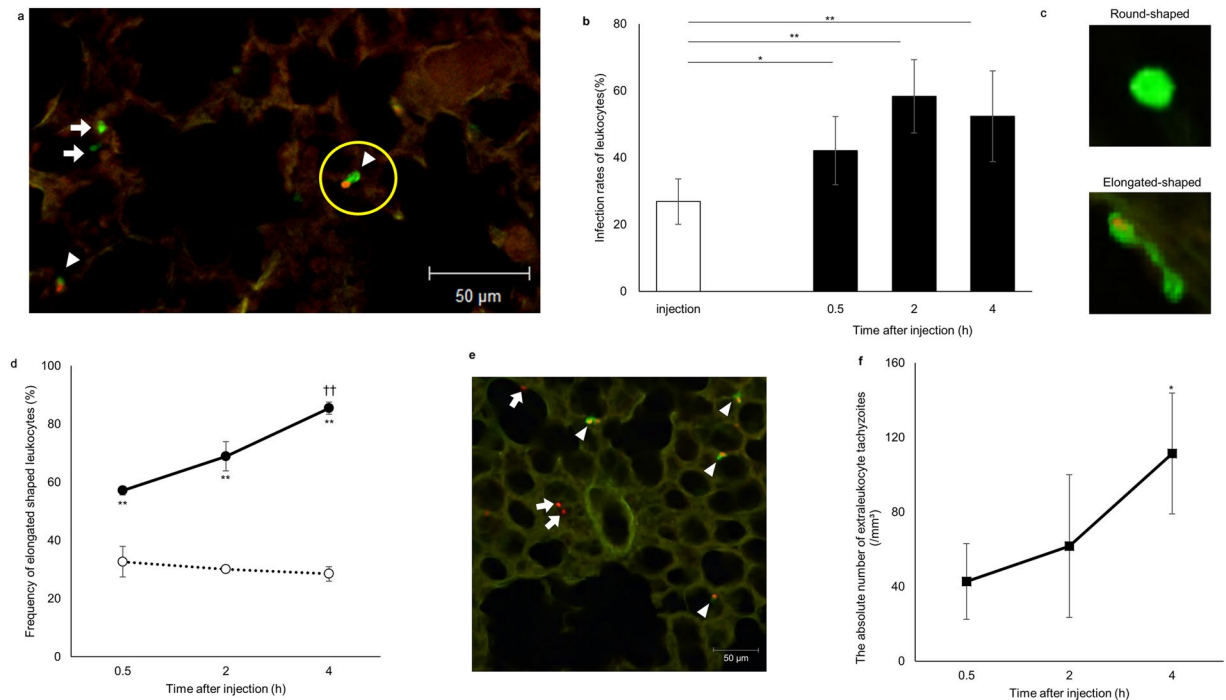 a
50 μm
b
Infection rates of leukocytes(%)
80
60
40
20
0
**
**
*
injection
0.5
2
4
Time after injection (h)
c
Round-shaped
Elongated-shaped
d
Frequency of elongated shaped leukocytes (%)
100
80
60
40
20
0
††
**
**
**
0.5
2
4
Time after injection (h)
e
50 μm
f
The absolute number of extraleukocyte tachyzoites
(/mm³)
160
120
80
40
0
*
0.5
2
4
Time after injection (h)